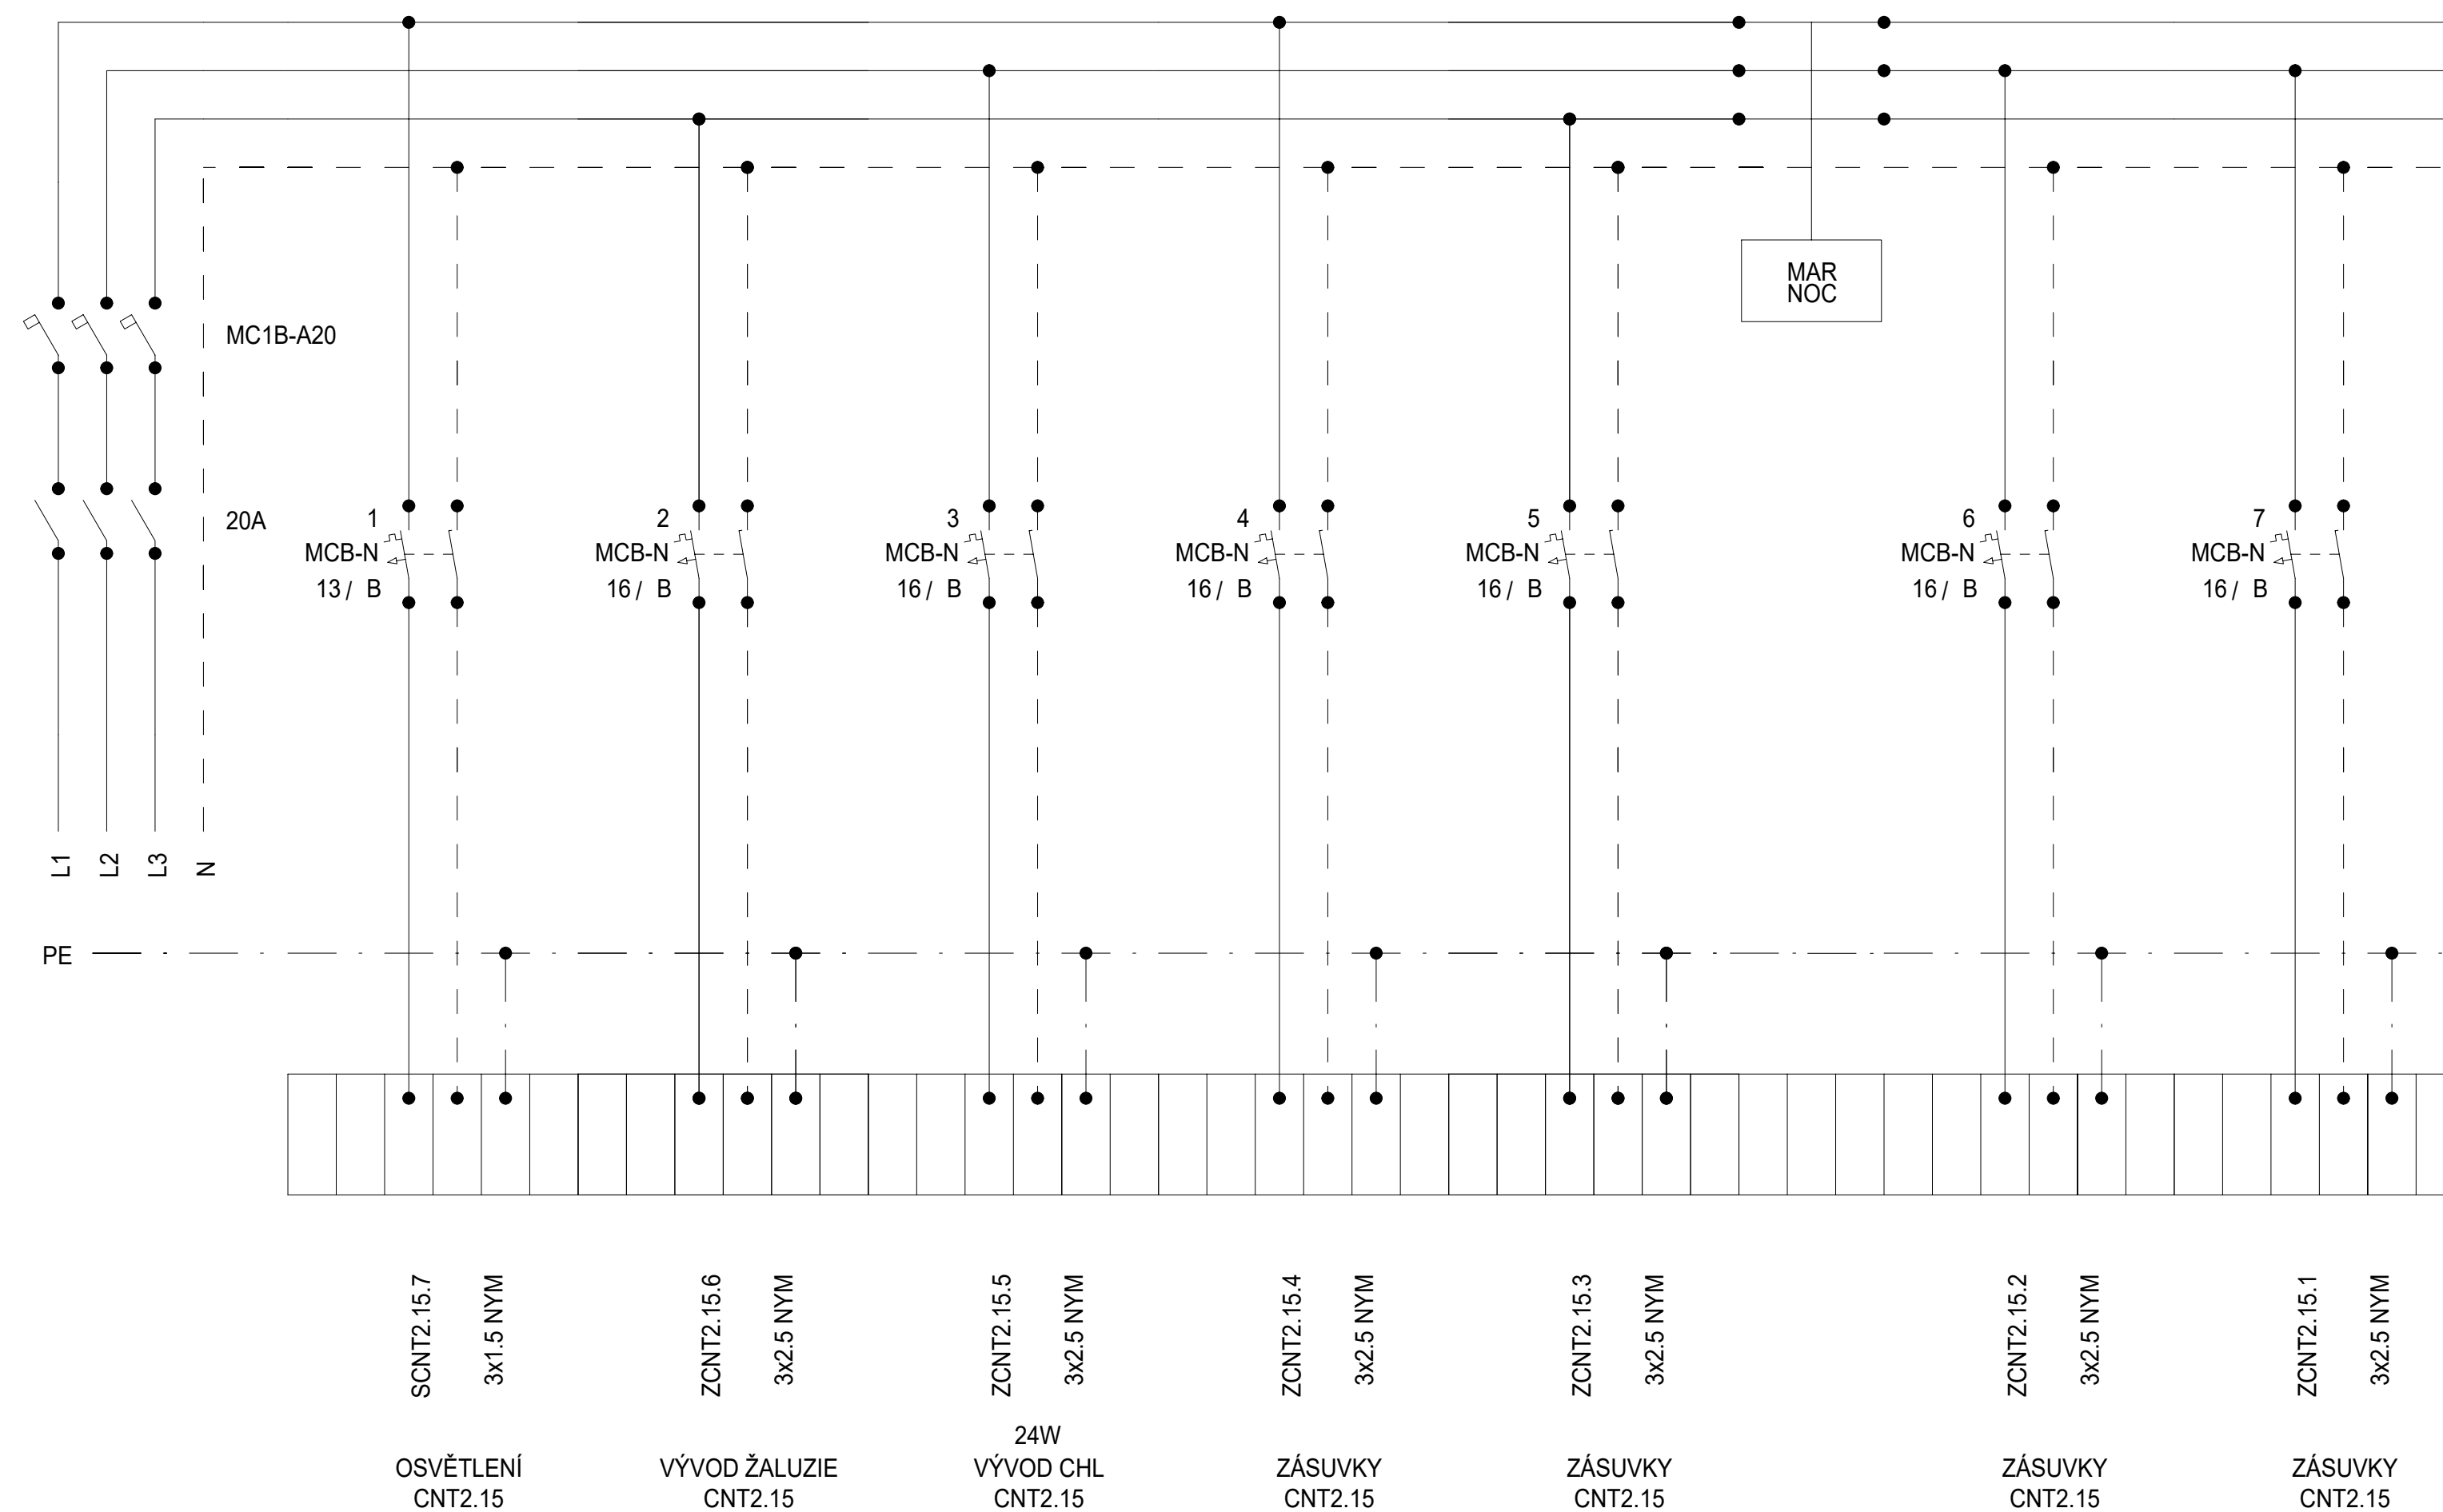 MAR
NOC
MC1B-A20
20A
1
MCB-N
13 / B
2
MCB-N
16 / B
3
MCB-N
16 / B
4
MCB-N
16 / B
5
MCB-N
16 / B
6
MCB-N
16 / B
7
MCB-N
16 / B
L1
L2
L3
N
PE
SCNT2.15.7
3x1.5 NYM
ZCNT2.15.6
3x2.5 NYM
ZCNT2.15.5
3x2.5 NYM
ZCNT2.15.4
3x2.5 NYM
ZCNT2.15.3
3x2.5 NYM
ZCNT2.15.2
3x2.5 NYM
ZCNT2.15.1
3x2.5 NYM
OSVĚTLENÍ
CNT2.15
VÝVOD ŽALUZIE
CNT2.15
24W
VÝVOD CHL
CNT2.15
ZÁSUVKY
CNT2.15
ZÁSUVKY
CNT2.15
ZÁSUVKY
CNT2.15
ZÁSUVKY
CNT2.15